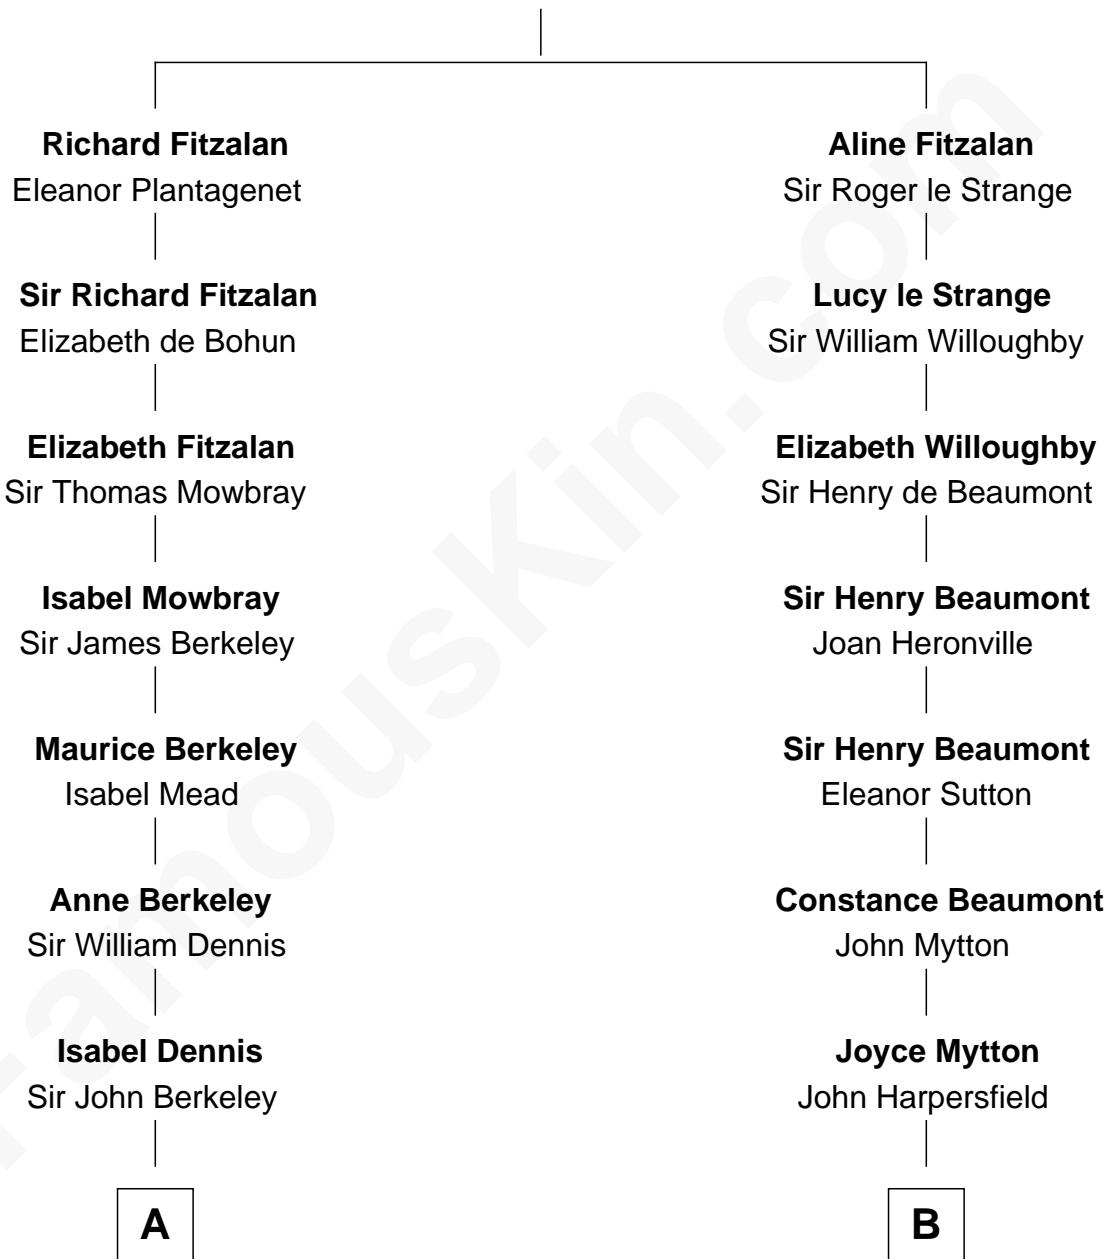 Richard Fitzalan
Eleanor Plantagenet
Sir Richard Fitzalan
Elizabeth de Bohun
Elizabeth Fitzalan
Sir Thomas Mowbray
Isabel Mowbray
Sir James Berkeley
Maurice Berkeley
Isabel Mead
Anne Berkeley
Sir William Dennis
Isabel Dennis
Sir John Berkeley
A
Aline Fitzalan
Sir Roger le Strange
Lucy le Strange
Sir William Willoughby
Elizabeth Willoughby
Sir Henry de Beaumont
Sir Henry Beaumont
Joan Heronville
Sir Henry Beaumont
Eleanor Sutton
Constance Beaumont
John Mytton
Joyce Mytton
John Harpersfield
B
FamousKin.com